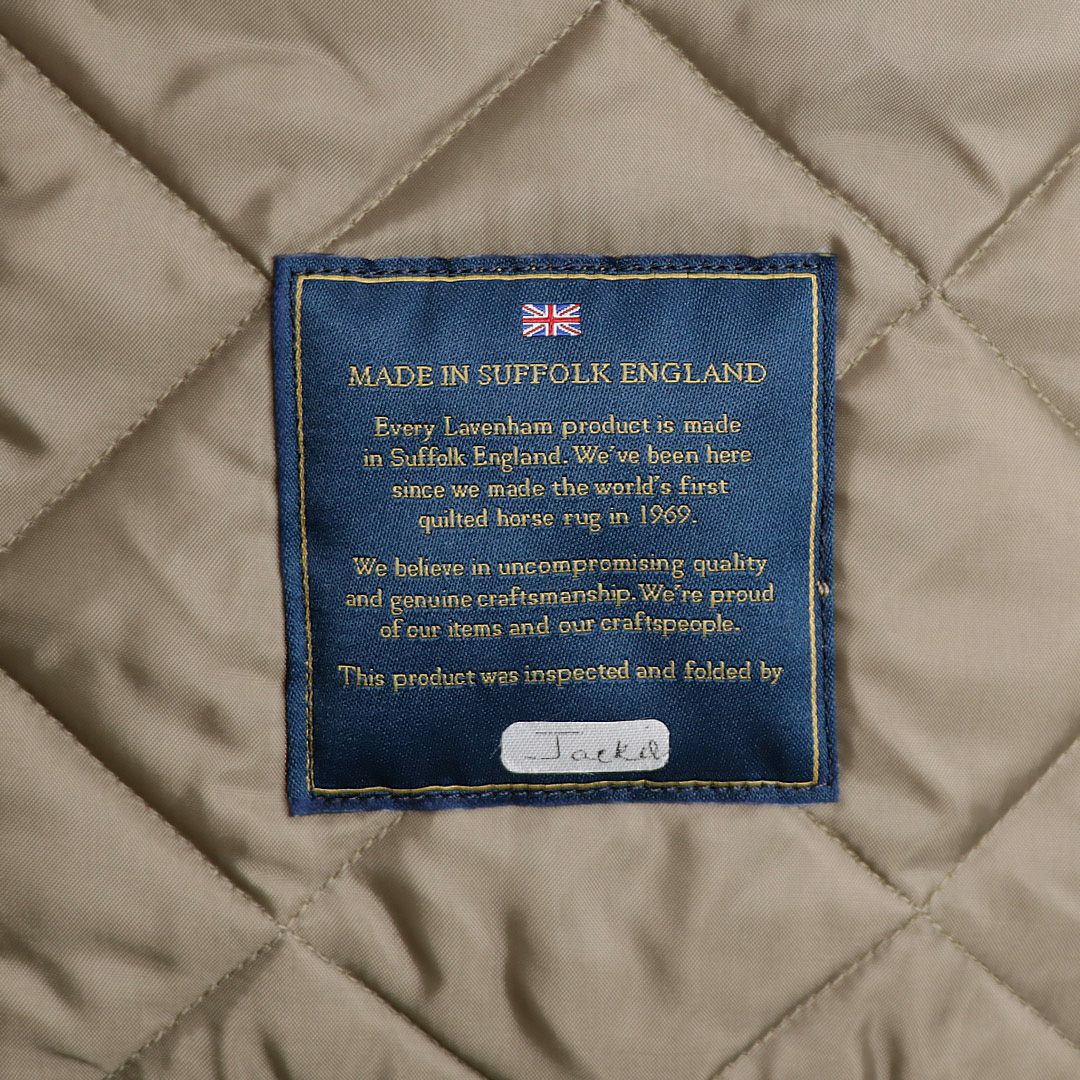 MADE IN SUFFOLK ENGLAND
Every Lavenham product is made
in Suffolk England. We've been here
since we made the world's first
quilted horse rug in 1969.
We believe in uncompromising quality
and genuine craftsmanship. We're proud
of our items and our craftspeople.
This product was inspected and folded by
Jackie